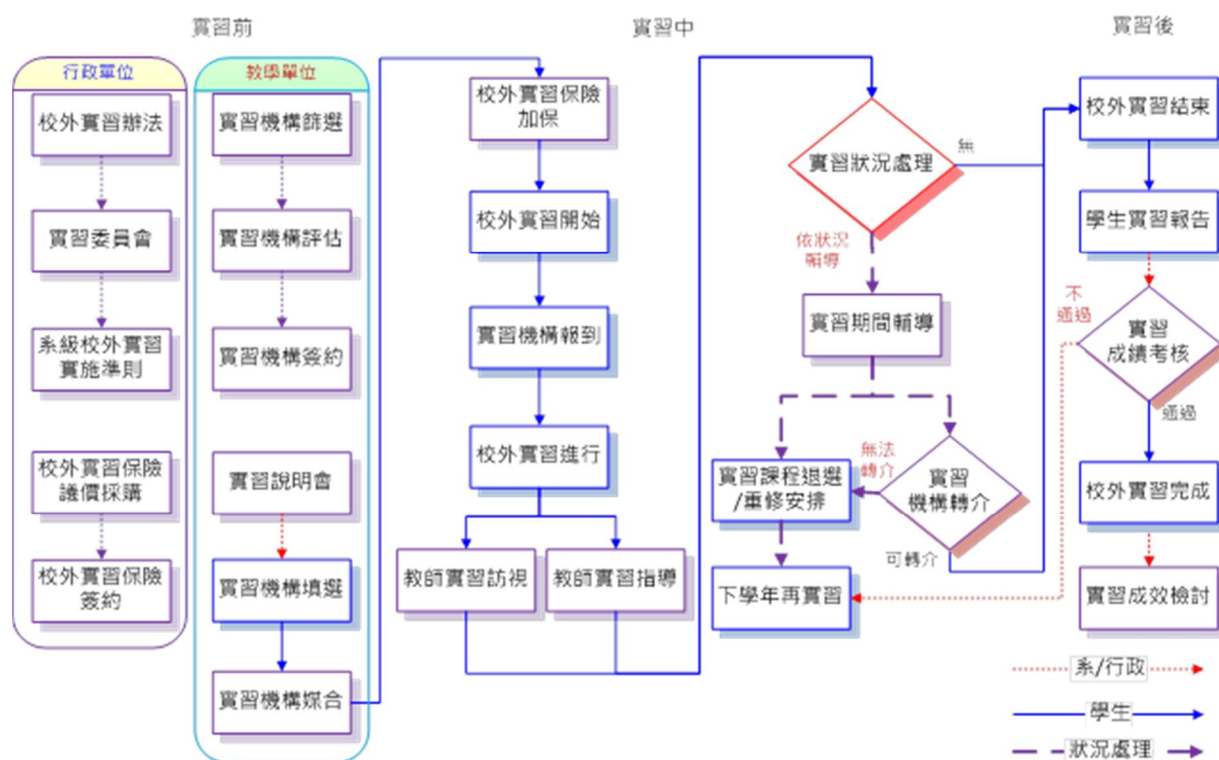 實習前
實習中
實習後
行政單位
校外實習辦法
實習委員會
系級校外實習
實施準則
校外實習保險
議價採購
校外實習保險
簽約
教學單位
實習機構篩選
實習機構評估
實習機構簽約
實習說明會
實習機構填選
實習機構媒合
校外實習保險
加保
校外實習開始
實習機構報到
校外實習進行
教師實習訪視
教師實習指導
實習狀況處理
無
依狀況
輔導
實習期間輔導
實習課程退選
/重修安排
無法
轉介
實習
機構轉介
可轉介
下學年再實習
校外實習結束
學生實習報告
不
通過
實習
成績考核
通過
校外實習完成
實習成效檢討
系/行政
學生
狀況處理